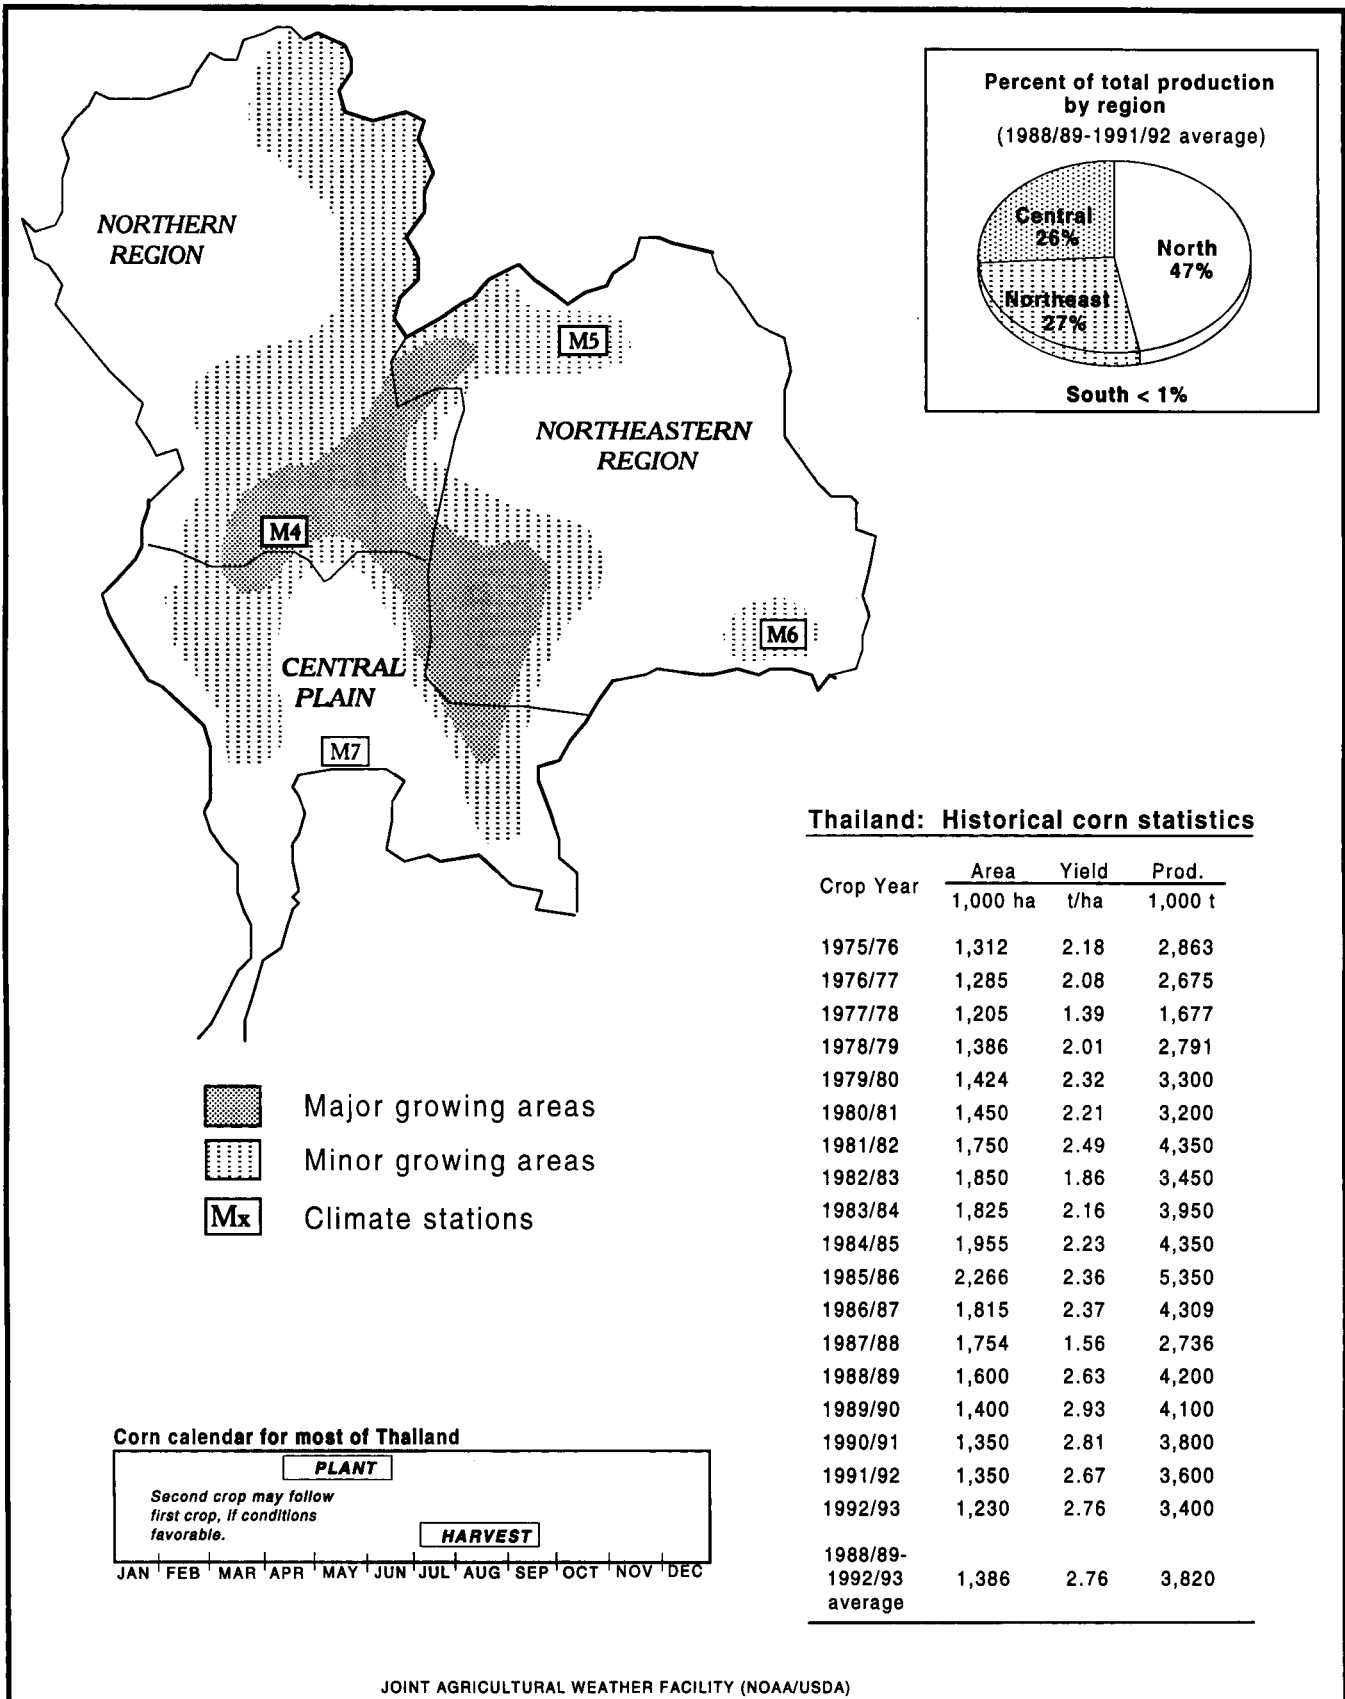 Percent of total production
by region
(1988/89-1991/92 average)
Central
26%
North
47%
Northeast
27%
South < 1%
NORTHERN
REGION
M5
NORTHEASTERN
REGION
M4
M6
CENTRAL
PLAIN
M7
Major growing areas
Minor growing areas
Mx Climate stations
Thailand: Historical corn statistics
Crop Year Area Yield Prod.
1,000 ha t/ha 1,000 t
1975/76 1,312 2.18 2,863
1976/77 1,285 2.08 2,675
1977/78 1,205 1.39 1,677
1978/79 1,386 2.01 2,791
1979/80 1,424 2.32 3,300
1980/81 1,450 2.21 3,200
1981/82 1,750 2.49 4,350
1982/83 1,850 1.86 3,450
1983/84 1,825 2.16 3,950
1984/85 1,955 2.23 4,350
1985/86 2,266 2.36 5,350
1986/87 1,815 2.37 4,309
1987/88 1,754 1.56 2,736
1988/89 1,600 2.63 4,200
1989/90 1,400 2.93 4,100
1990/91 1,350 2.81 3,800
1991/92 1,350 2.67 3,600
1992/93 1,230 2.76 3,400
1988/89-
1992/93 1,386 2.76 3,820
average
Corn calendar for most of Thailand
PLANT
Second crop may follow
first crop, if conditions
favorable.
HARVEST
JAN FEB MAR APR MAY JUN JUL AUG SEP OCT NOV DEC
JOINT AGRICULTURAL WEATHER FACILITY (NOAA/USDA)